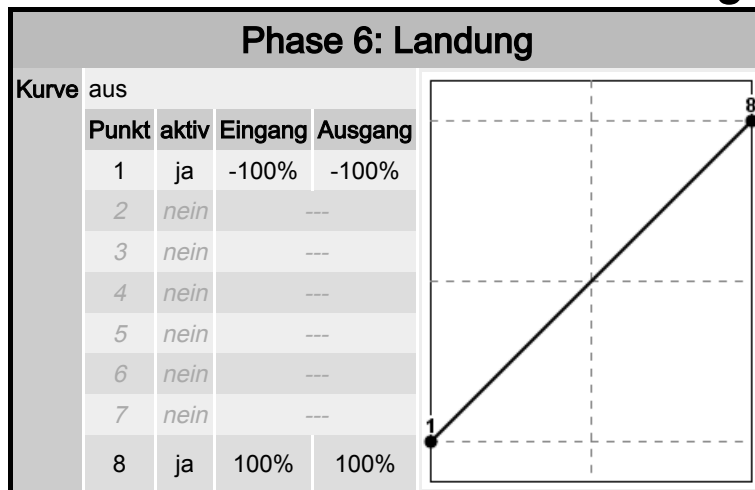 Phase 6: Landung
Kurve aus
Punkt aktiv Eingang Ausgang
1 ja -100% -100%
2 nein ---
3 nein ---
4 nein ---
5 nein ---
6 nein ---
7 nein ---
8 ja 100% 100%
8
1